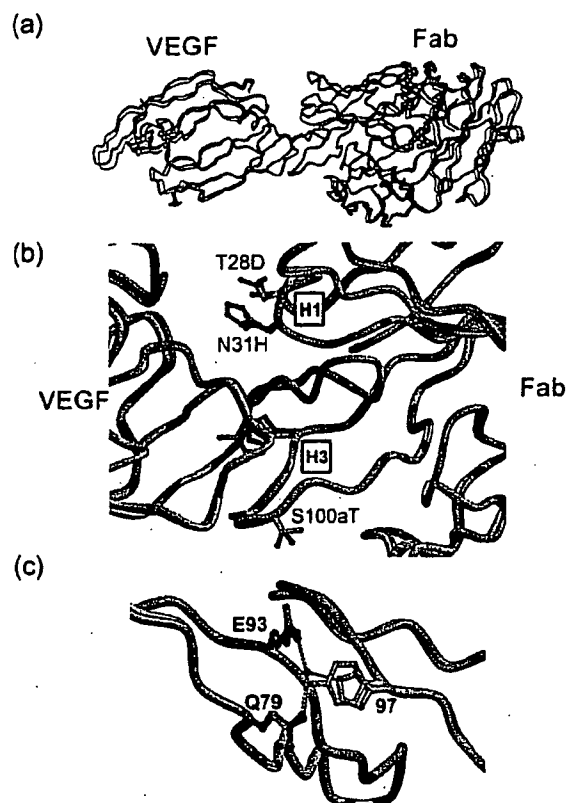 (a)
VEGF Fab
(b)
T28D
H1
N31H
VEGF
Fab
H3
S100aT
(c)
E93
Q79
97